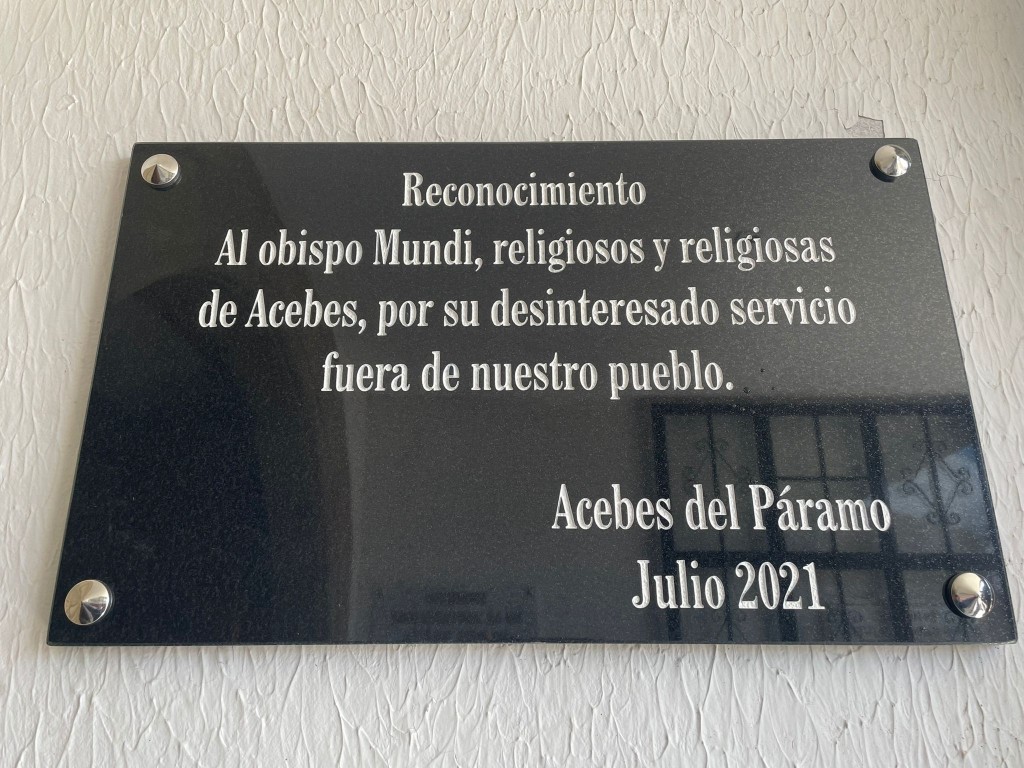 Reconocimiento
Al obispo Mundi, religiosos y religiosas
de Acebes, por su desinteresado servicio
fuera de nuestro pueblo.
Acebes del Páramo
Julio 2021